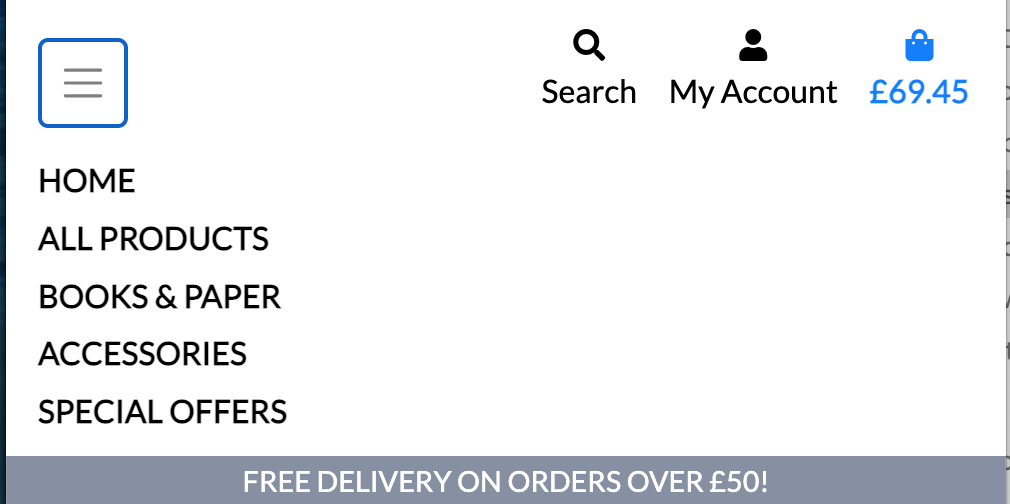 Search My Account £69.45
HOME
ALL PRODUCTS
BOOKS & PAPER
ACCESSORIES
SPECIAL OFFERS
FREE DELIVERY ON ORDERS OVER £50!